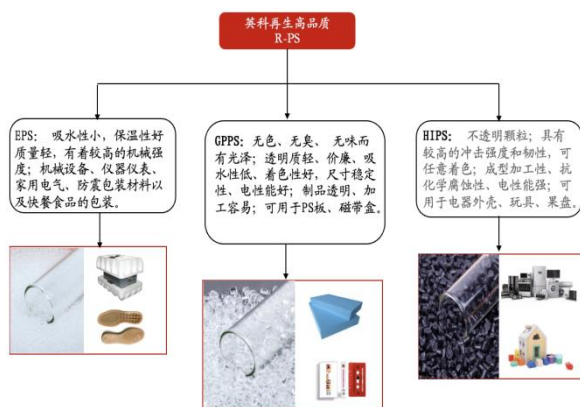 英科再生高品质
R-PS
EPS： 吸水性小，保温性好
质量轻，有着较高的机械强
度；机械设备、仪器仪表、
家用电气、防震包装材料以
及快餐食品的包装。
GPPS： 无色、无臭、无味而
有光泽；透明质轻、价廉、吸
水性低、着色性好，尺寸稳定
性、电性能好；制品透明、加
工容易；可用于PS板、磁带盒。
HIPS： 不透明颗粒；具有
较高的冲击强度和韧性，可
任意着色；成型加工性、抗
化学腐蚀性、电性能强；可
用于电器外壳、玩具、果盘。